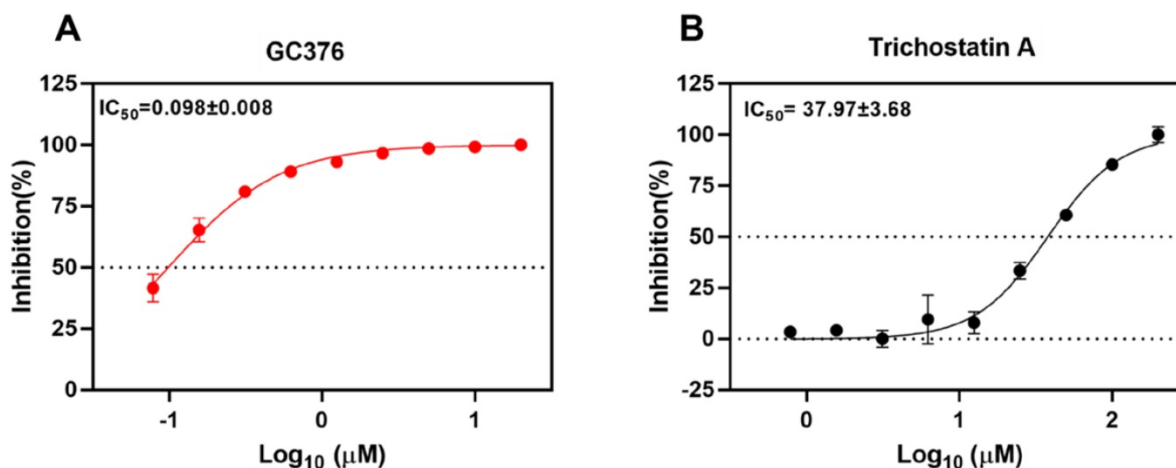 A
GC376
IC50=0.098±0.008
Inhibition(%)
125
100
75
50
25
0
-1
0
1
Log10 (μM)
B
Trichostatin A
IC50= 37.97±3.68
Inhibition(%)
125
100
75
50
25
0
-25
0
1
2
Log10 (μM)